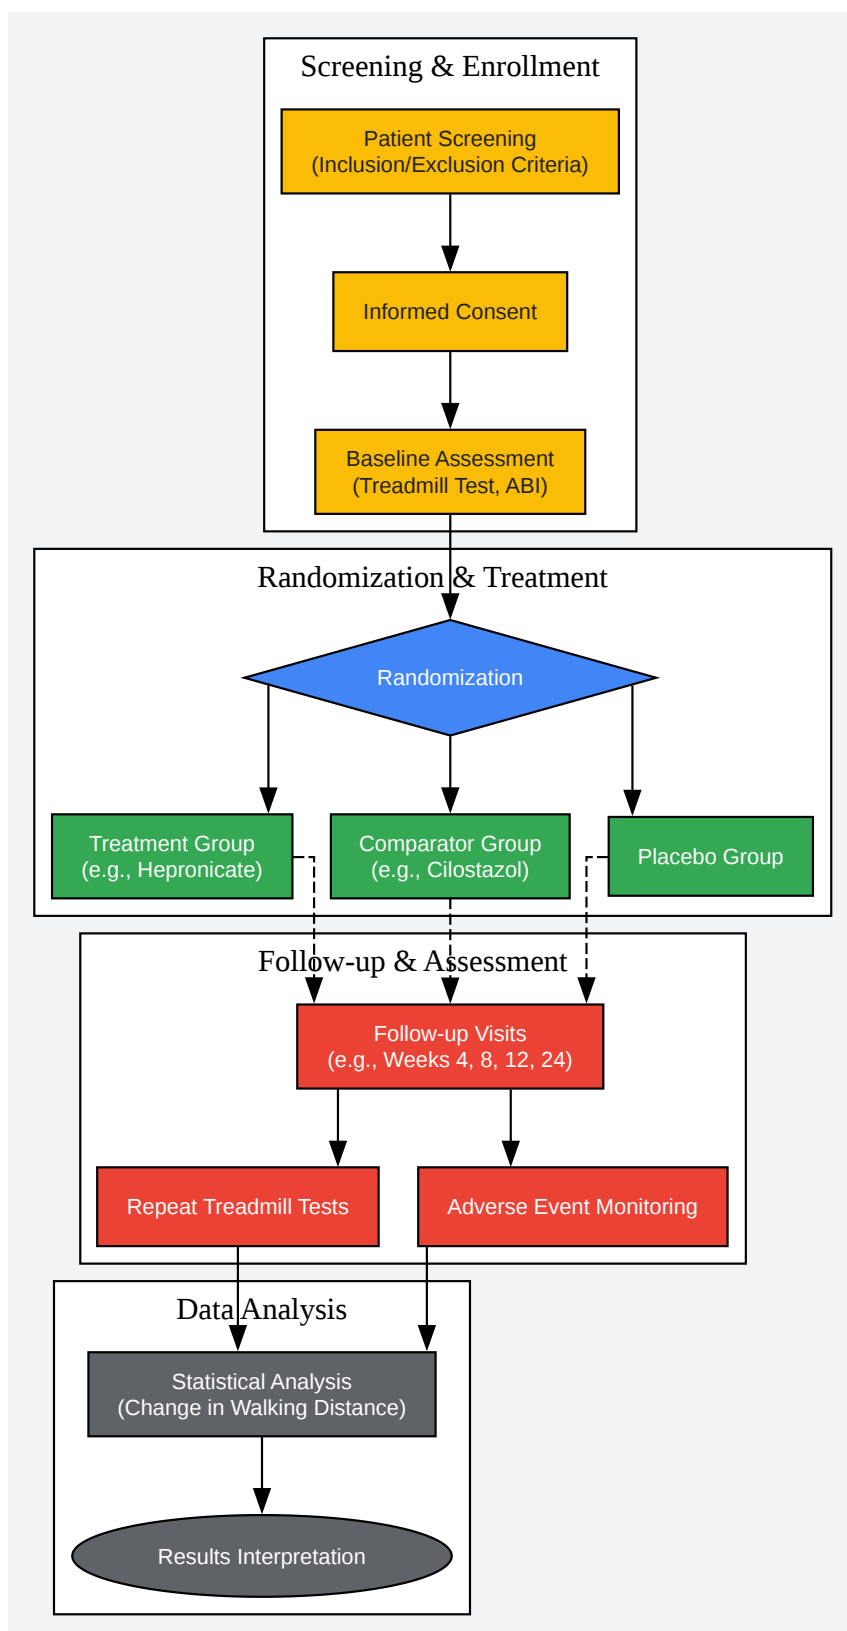 Screening & Enrollment
Patient Screening
(Inclusion/Exclusion Criteria)
Informed Consent
Baseline Assessment
(Treadmill Test, ABI)
Randomization & Treatment
Randomization
Treatment Group
(e.g., Hepronicate)
Comparator Group
(e.g., Cilostazol)
Placebo Group
Follow-up & Assessment
Follow-up Visits
(e.g., Weeks 4, 8, 12, 24)
Repeat Treadmill Tests
Adverse Event Monitoring
Data Analysis
Statistical Analysis
(Change in Walking Distance)
Results Interpretation